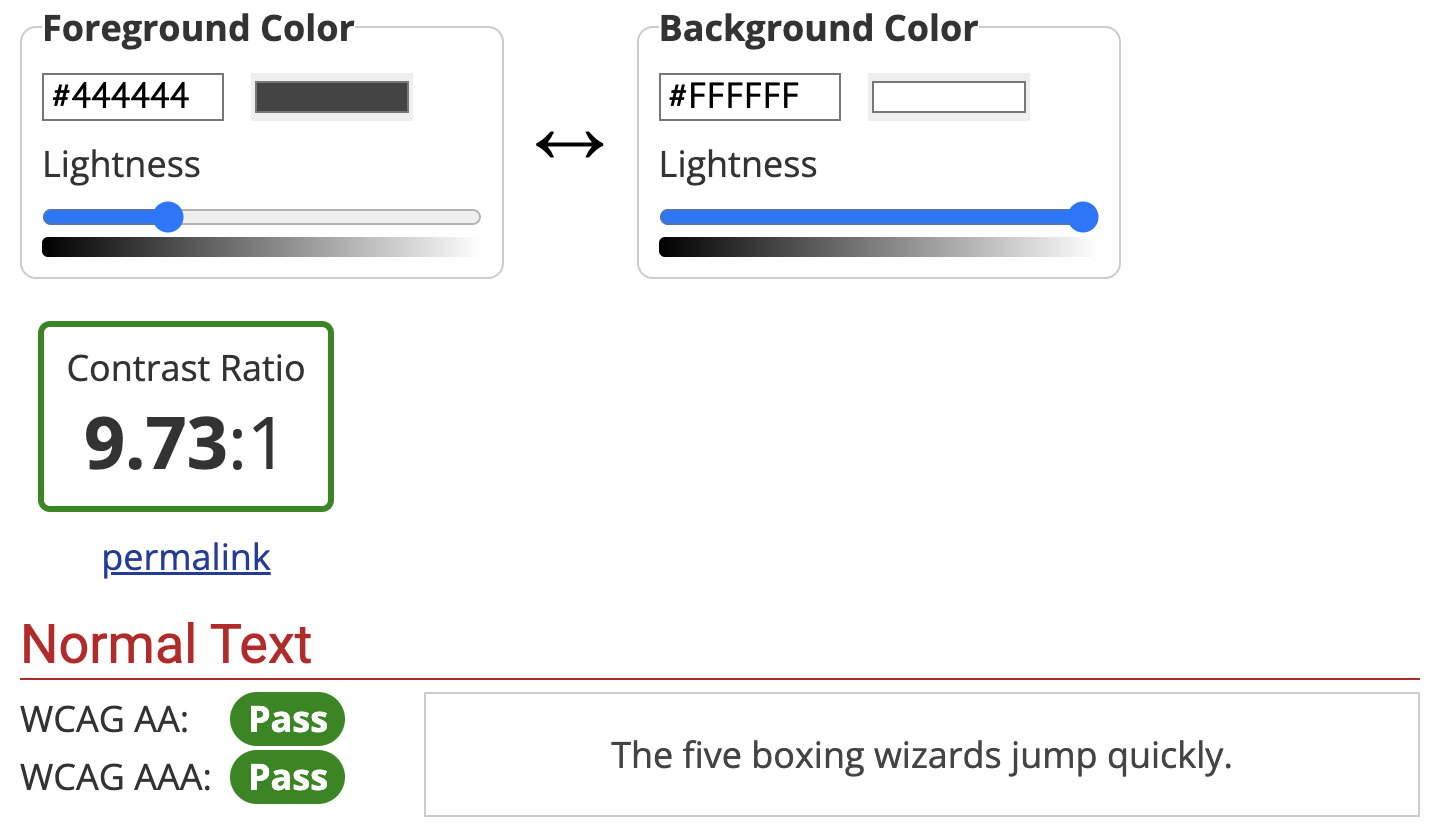 Foreground Color
#444444
Lightness
Background Color
#FFFFFF
Lightness
Contrast Ratio
9.73:1
permalink
Normal Text
WCAG AA: Pass
WCAG AAA: Pass
The five boxing wizards jump quickly.